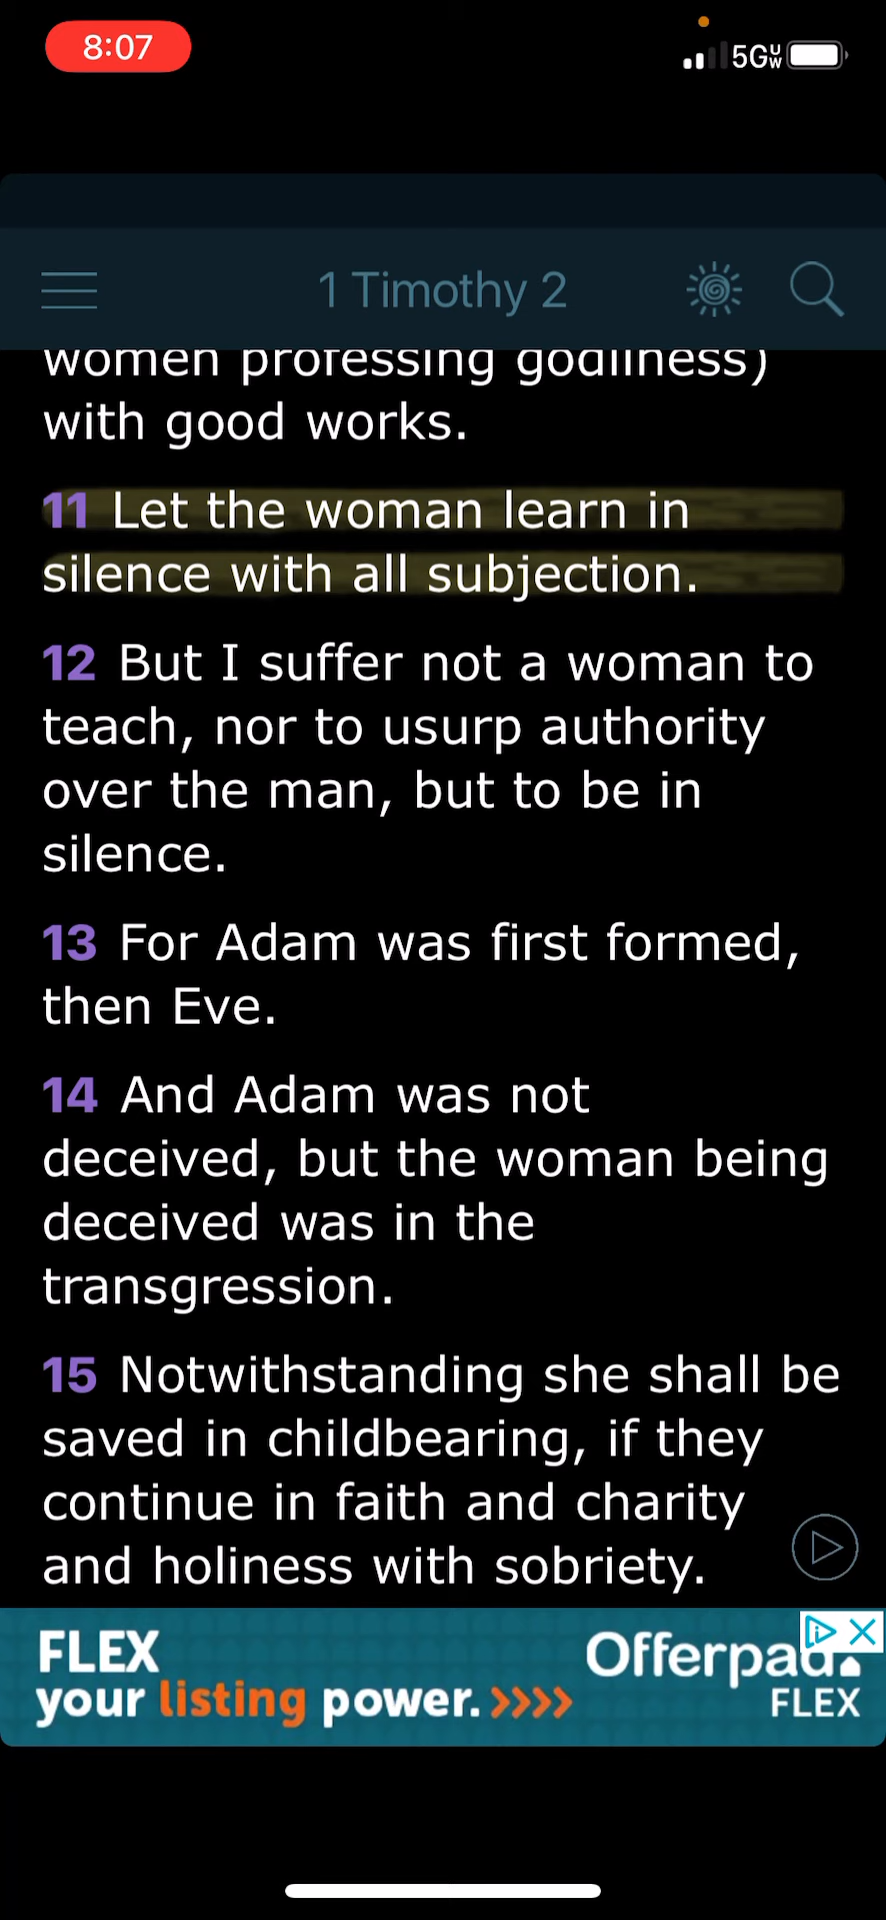 8:07
5GUW
1 Timothy 2
women professing godliness)
with good works.
11 Let the woman learn in
silence with all subjection.
12 But I suffer not a woman to
teach, nor to usurp authority
over the man, but to be in
silence.
13 For Adam was first formed,
then Eve.
14 And Adam was not
deceived, but the woman being
deceived was in the
transgression.
15 Notwithstanding she shall be
saved in childbearing, if they
continue in faith and charity
and holiness with sobriety.
FLEX
your listing power. >>>>
Offerpad.
FLEX